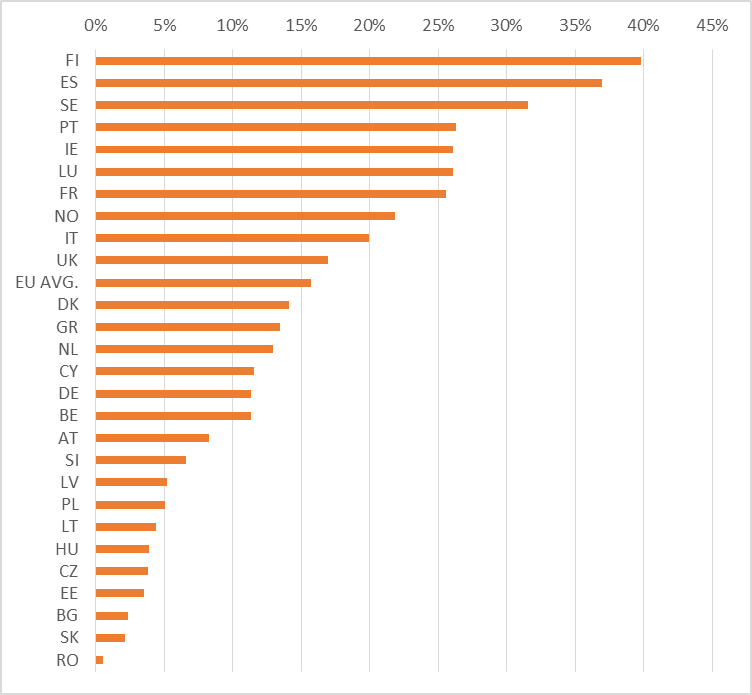 0% 5% 10% 15% 20% 25% 30% 35% 40% 45%
FI
ES
SE
PT
IE
LU
FR
NO
IT
UK
EU AVG.
DK
GR
NL
CY
DE
BE
AT
SI
LV
PL
LT
HU
CZ
EE
BG
SK
RO